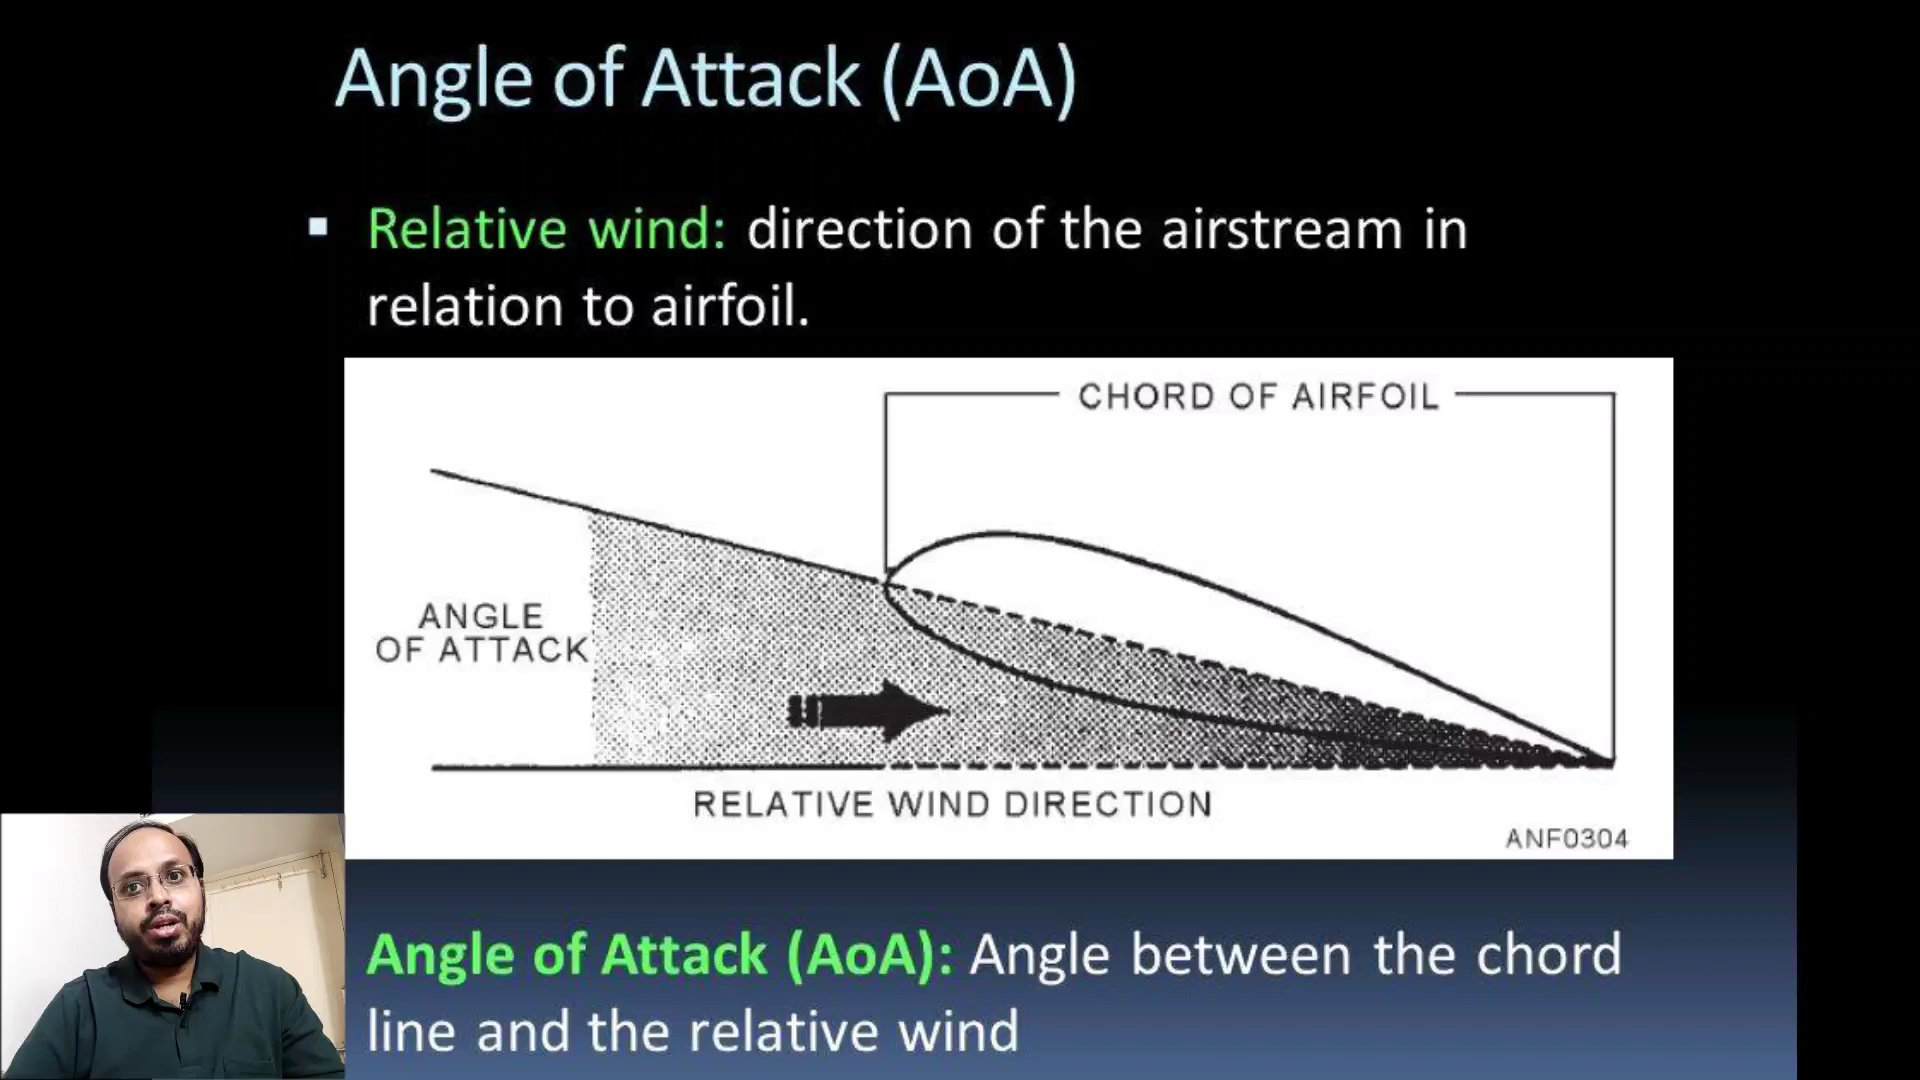 Angle of Attack (AoA)
Relative wind: direction of the airstream in
relation to airfoil.
CHORD OF AIRFOIL
ANGLE
OF ATTACK
RELATIVE WIND DIRECTION
ANF0304
Angle of Attack (AoA): Angle between the chord
line and the relative wind